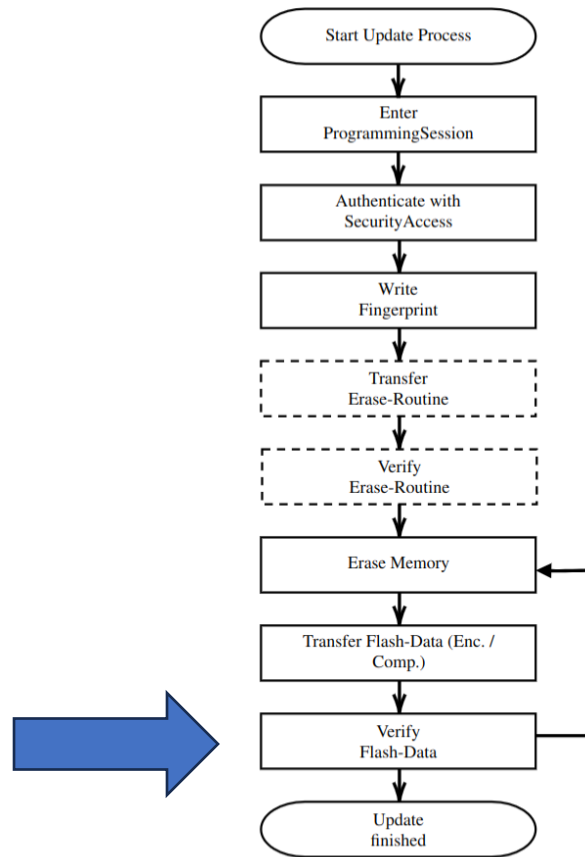 Start Update Process
Enter
ProgrammingSession
Authenticate with
SecurityAccess
Write
Fingerprint
Transfer
Erase-Routine
Verify
Erase-Routine
Erase Memory
Transfer Flash-Data (Enc. /
Comp.)
Verify
Flash-Data
Update
finished